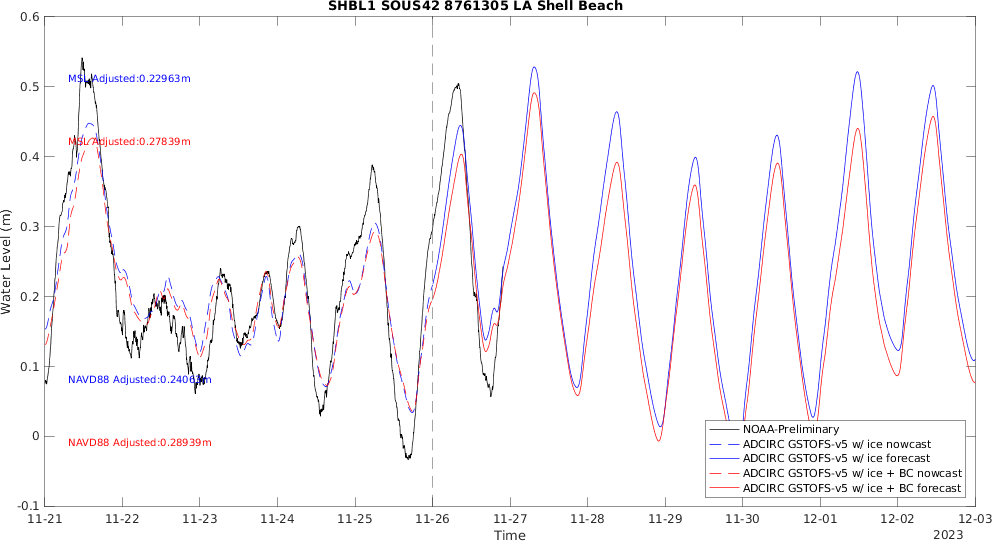 SHBL1 SOUS42 8761305 LA Shell Beach
0.6
0.5
0.4
0.3
0.2
0.1
0
-0.1
Water Level (m)
MSL Adjusted:0.22963m
MSL Adjusted:0.27839m
NAVD88 Adjusted:0.24063m
NAVD88 Adjusted:0.28939m
NOAA-Preliminary
ADCIRC GSTOFS-v5 w/ ice nowcast
ADCIRC GSTOFS-v5 w/ ice forecast
ADCIRC GSTOFS-v5 w/ ice + BC nowcast
ADCIRC GSTOFS-v5 w/ ice + BC forecast
11-21 11-22 11-23 11-24 11-25 11-26 11-27 11-28 11-29 11-30 12-01 12-02 12-03
Time
2023